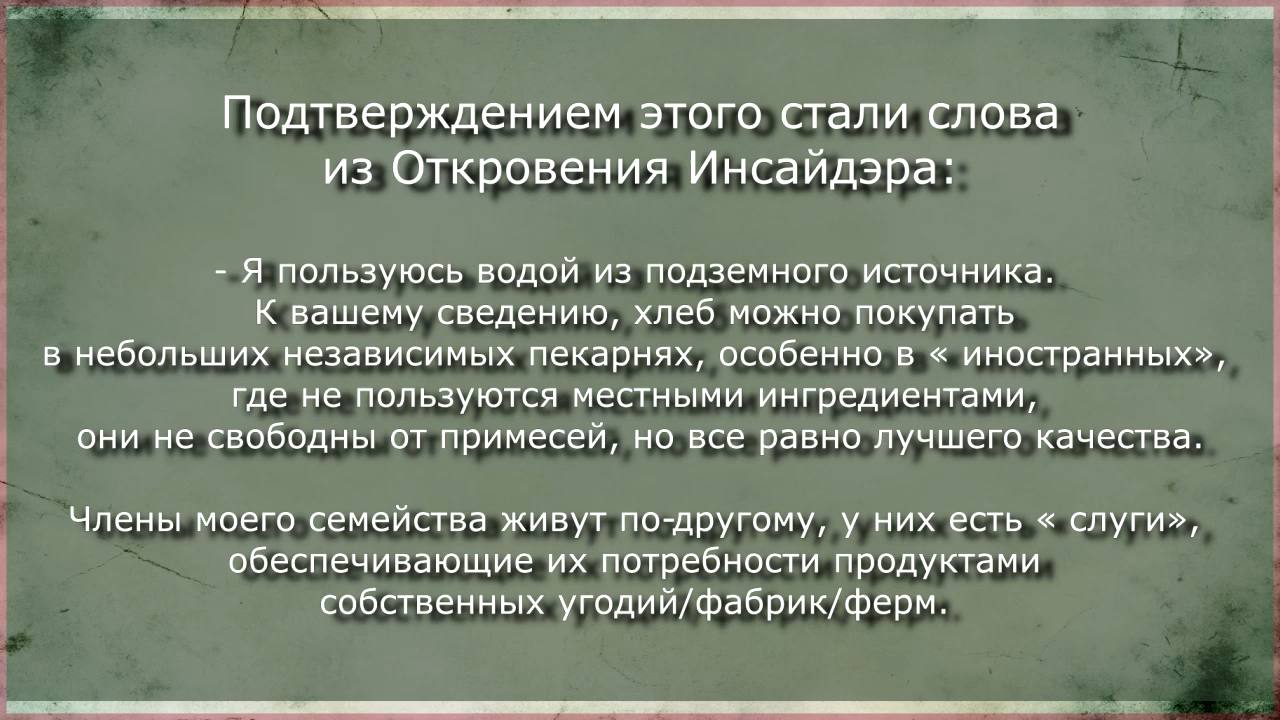 Подтверждением этого стали слова
из Откровения Инсайдэра:
- Я пользуюсь водой из подземного источника.
К вашему сведению, хлеб можно покупать
в небольших независимых пекарнях, особенно в « иностранных»,
где не пользуются местными ингредиентами,
они не свободны от примесей, но все равно лучшего качества.
Члены моего семейства живут по-другому, у них есть « слуги»,
обеспечивающие их потребности продуктами
собственных угодий/фабрик/ферм.